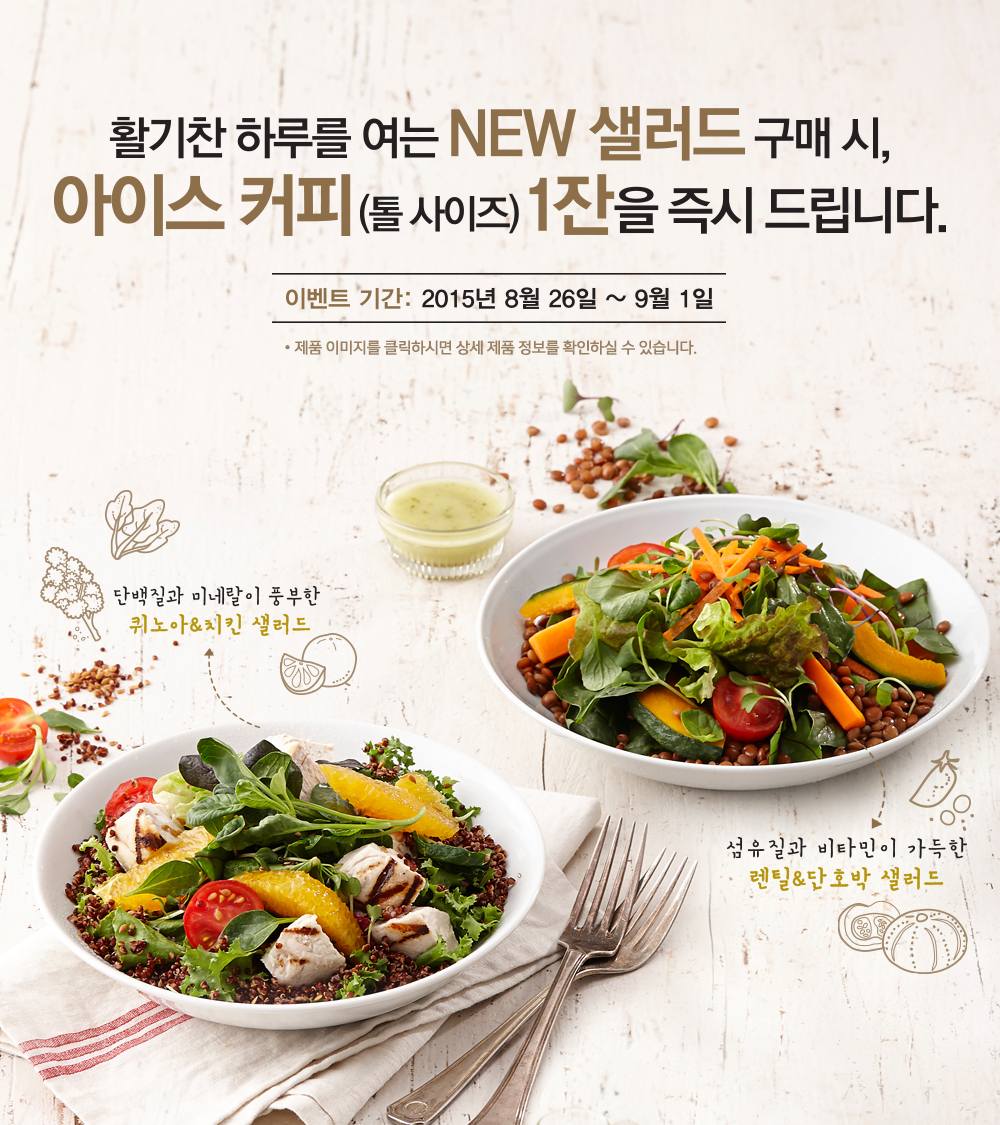 활기찬 하루를 여는 NEW 샐러드 구매 시,
아이스 커피 (톨 사이즈) 1잔을 즉시 드립니다.
이벤트 기간: 2015년 8월 26일 ~ 9월 1일
• 제품 이미지를 클릭하시면 상세 제품 정보를 확인하실 수 있습니다.
단백질과 미네랄이 풍부한
퀴노아&치킨 샐러드
섬유질과 비타민이 가득한
렌틸&단호박 샐러드